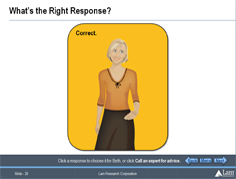 What's the Right Response?
Correct.
Click a response to choose it for Beth, or click Call an expert for advice.
Slide - 26
Lam Research Corporation
Lam